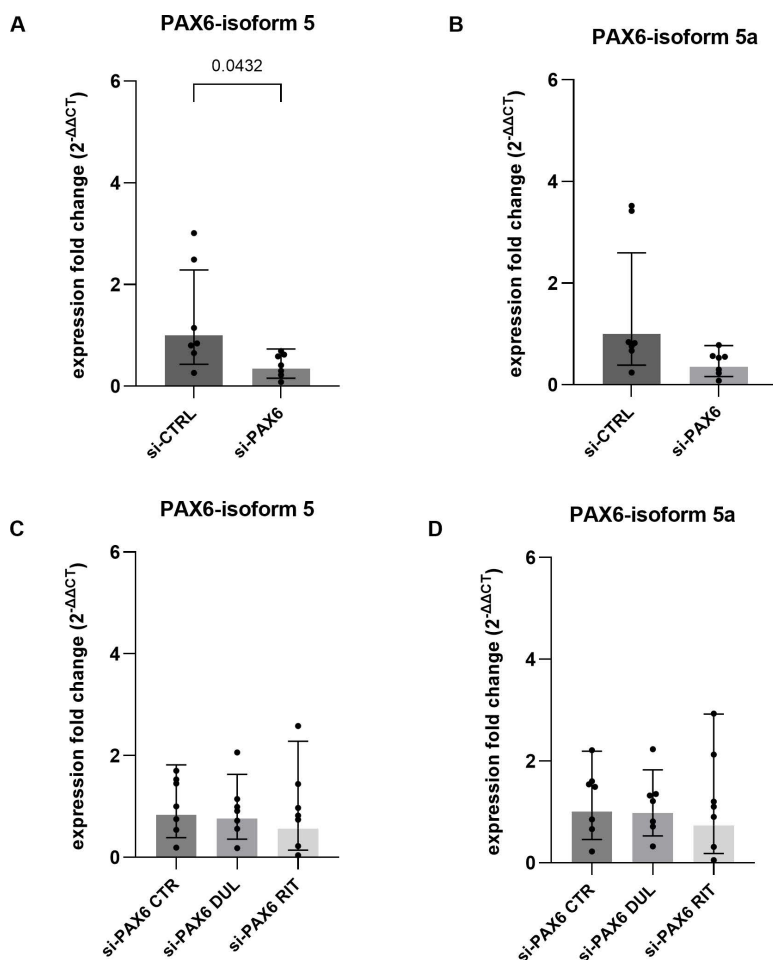 A
PAX6-isoform 5
0.0432
expression fold change (2^-ΔΔCT)
6
4
2
0
si-CTRL
si-PAX6
B
PAX6-isoform 5a
expression fold change (2^-ΔΔCT)
6
4
2
0
si-CTRL
si-PAX6
C
PAX6-isoform 5
expression fold change (2^-ΔΔCT)
6
4
2
0
si-PAX6 CTR
si-PAX6 DUL
si-PAX6 RIT
D
PAX6-isoform 5a
expression fold change (2^-ΔΔCT)
6
4
2
0
si-PAX6 CTR
si-PAX6 DUL
si-PAX6 RIT